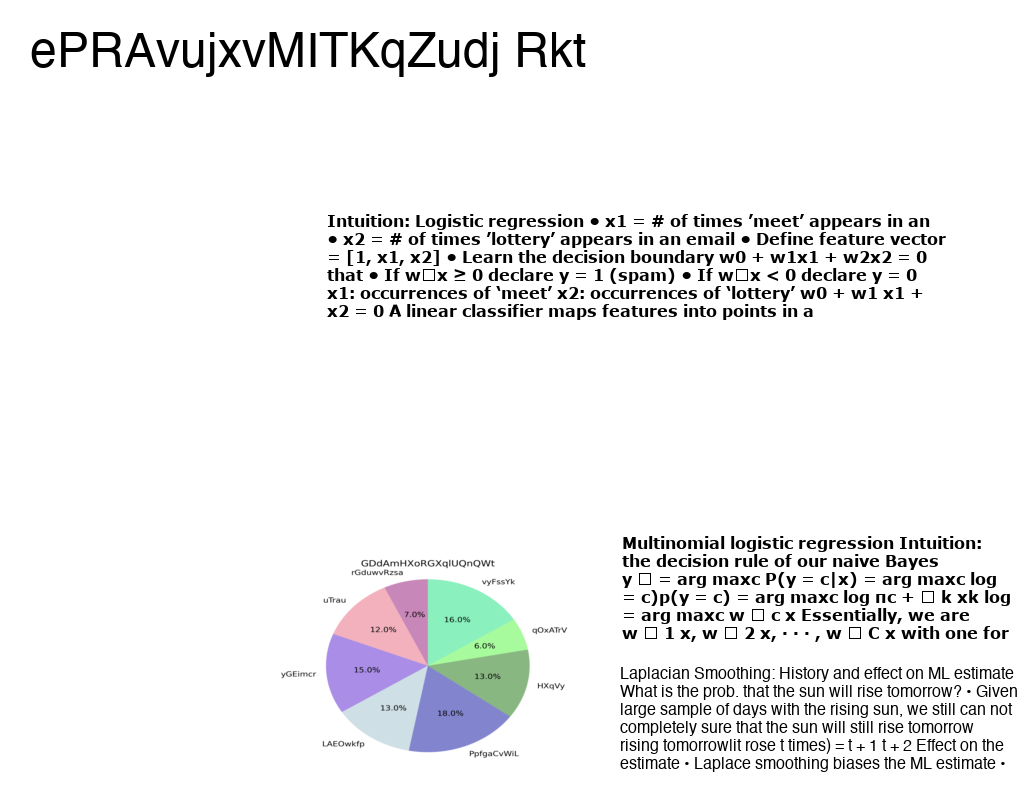 ePRAvujxvMITKqZudj Rkt
Intuition: Logistic regression • x1 = # of times ’meet’ appears in an
• x2 = # of times ’lottery’ appears in an email • Define feature vector
= [1, x1, x2] • Learn the decision boundary w0 + w1x1 + w2x2 = 0
that • If w□x ≥ 0 declare y = 1 (spam) • If w□x < 0 declare y = 0
x1: occurrences of ‘meet’ x2: occurrences of ‘lottery’ w0 + w1 x1 +
x2 = 0 A linear classifier maps features into points in a
Multinomial logistic regression Intuition:
the decision rule of our naive Bayes
y □ = arg maxc P(y = c|x) = arg maxc log
= c)p(y = c) = arg maxc log πc + □ k xk log
= arg maxc w □ c x Essentially, we are
w □ 1 x, w □ 2 x, · · · , w □ C x with one for
GDdAmHXoRGXqlUQnQWt
rGduwvRzsa
vyFssYk
uTrau
qOxATrV
yGEimcr
HXqVy
LAEOwkfp
PpfgaCvWiL
7.0%
16.0%
12.0%
6.0%
15.0%
13.0%
13.0%
18.0%
Laplacian Smoothing: History and effect on ML estimate
What is the prob. that the sun will rise tomorrow? • Given
large sample of days with the rising sun, we still can not
completely sure that the sun will still rise tomorrow
rising tomorrow|it rose t times) = t + 1 t + 2 Effect on the
estimate • Laplace smoothing biases the ML estimate •